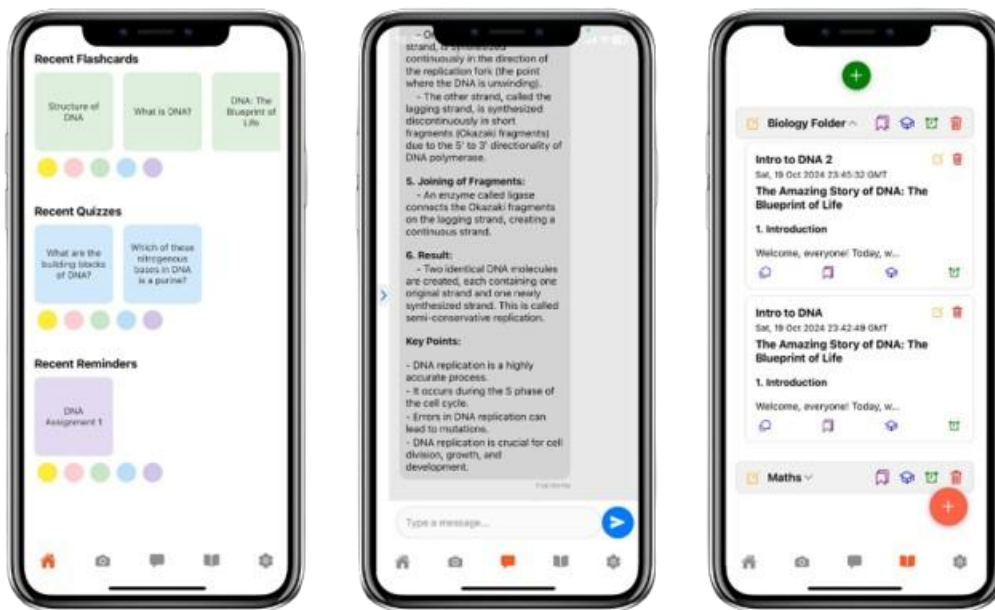 Recent Flashcards
Structure of
DNA
What is DNA?
DNA: The
Blueprint of
Life
Recent Quizzes
What are the
building blocks
of DNA?
Which of these
nitrogenous
bases in DNA
is a purine?
Recent Reminders
DNA
Assignment 1
strand, is synthesized
continuously in the direction of
the replication fork (the point
where the DNA is unwinding).
- The other strand, called the
lagging strand, is synthesized
discontinuously in short
fragments (Okazaki fragments)
due to the 5' to 3' directionality of
DNA polymerase.
5. Joining of Fragments:
- An enzyme called ligase
connects the Okazaki fragments
on the lagging strand, creating a
continuous strand.
6. Result:
- Two identical DNA molecules
are created, each containing one
original strand and one newly
synthesized strand. This is called
semi-conservative replication.
Key Points:
- DNA replication is a highly
accurate process.
- It occurs during the S phase of
the cell cycle.
- Errors in DNA replication can
lead to mutations.
- DNA replication is crucial for cell
division, growth, and
development.
Type a message...
Biology Folder
Intro to DNA 2
Sat, 19 Oct 2024 23:45:32 GMT
The Amazing Story of DNA: The
Blueprint of Life
1. Introduction
Welcome, everyone! Today, w...
Intro to DNA
Sat, 19 Oct 2024 23:42:49 GMT
The Amazing Story of DNA: The
Blueprint of Life
1. Introduction
Welcome, everyone! Today, w...
Maths